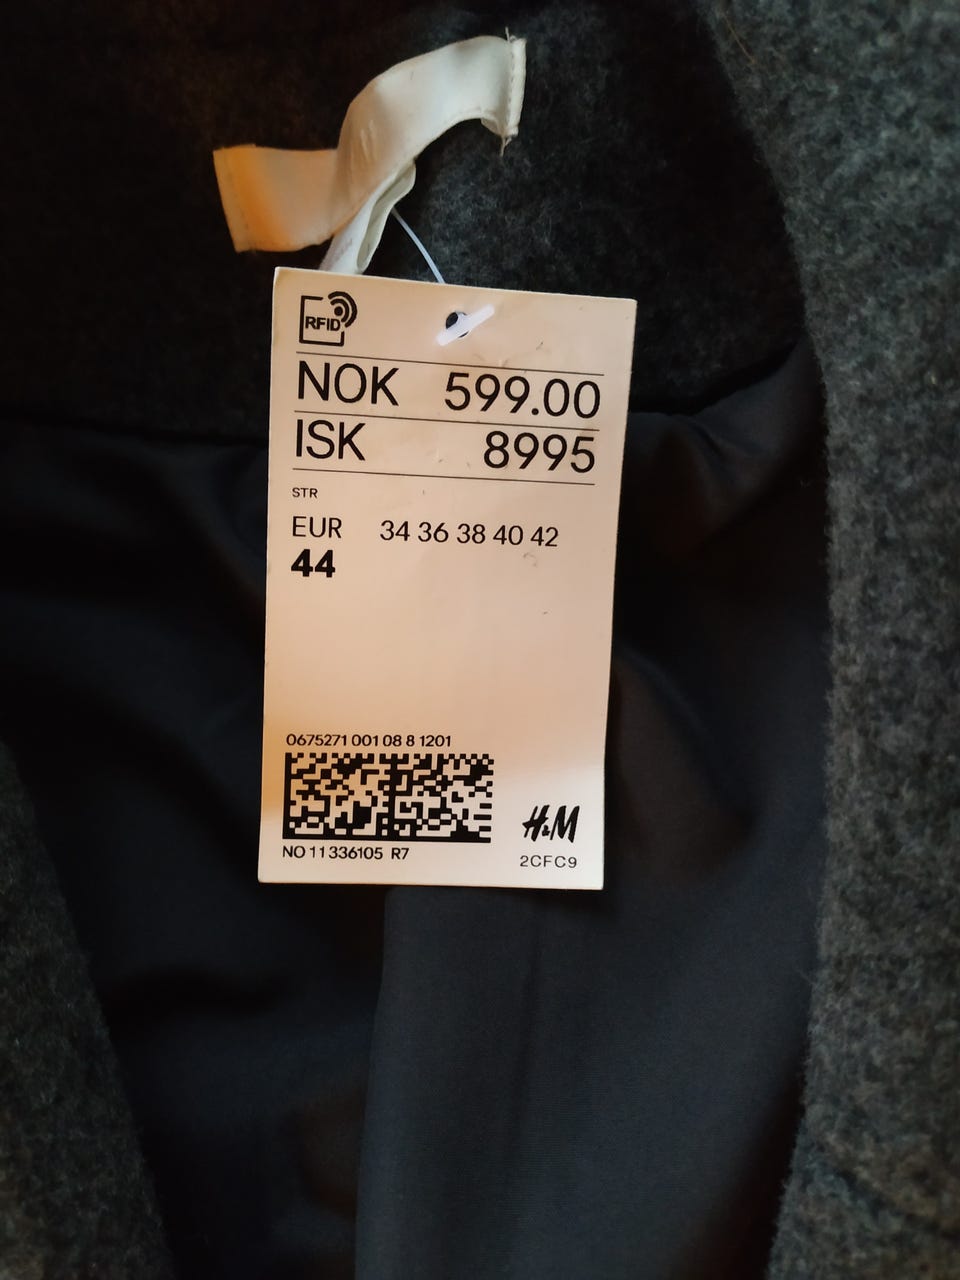 RFID
NOK 599.00
ISK 8995
STR
EUR 34 36 38 40 42
44
0675271 001 08 8 1201
NO 11336105 R7
H&M
2CFC9